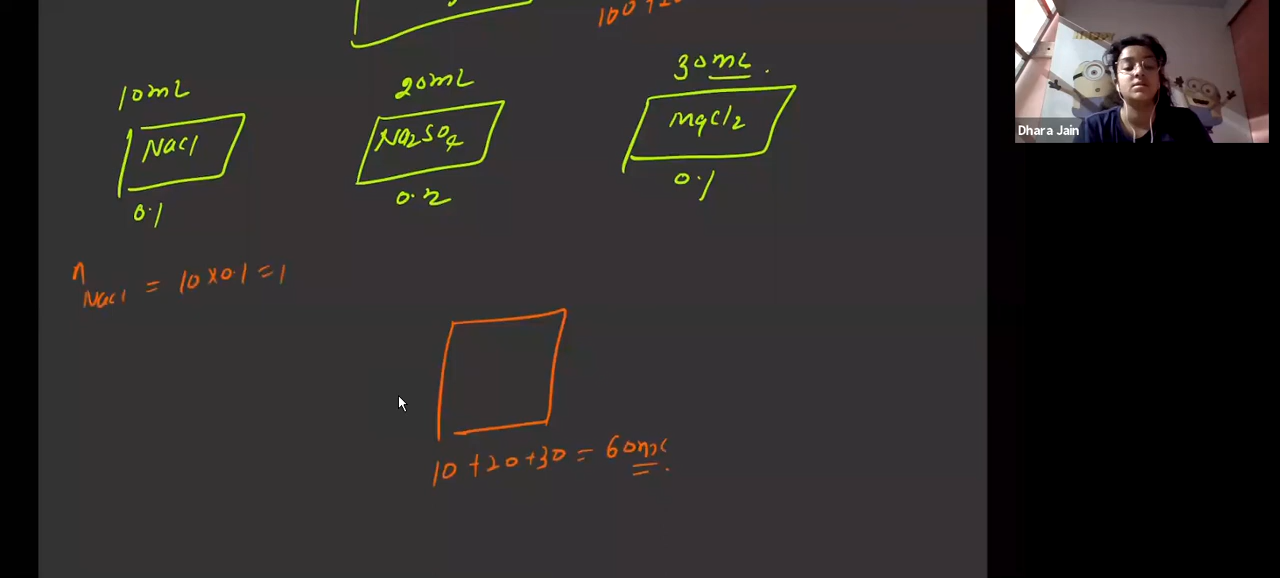 100 +
10mL
20mL
30mL.
NaCl
Na2SO4
MgCl2
0.1
0.2
0.1
nNaCl = 10 × 0.1 = 1
10 + 20 + 30 = 60mL
Dhara Jain